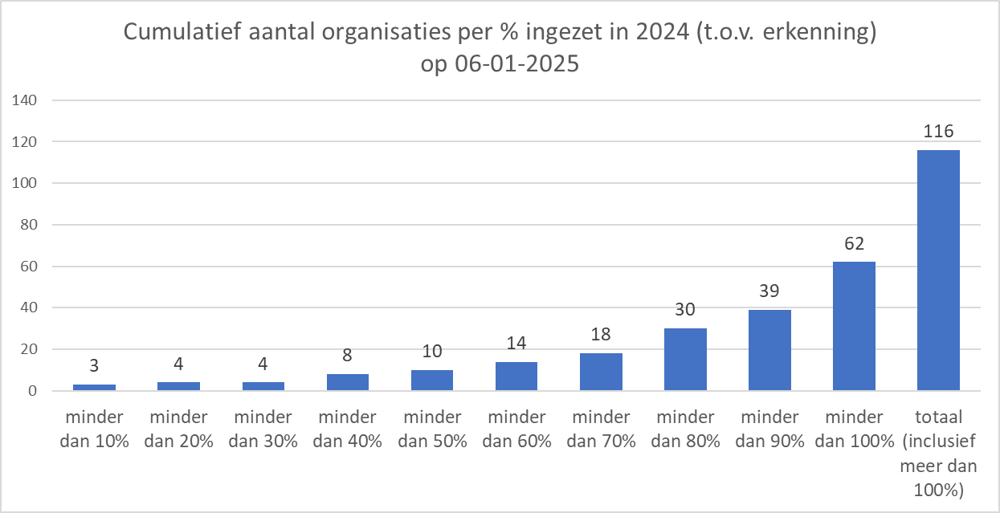 Cumulatief aantal organisaties per % ingezet in 2024 (t.o.v. erkenning)
op 06-01-2025
140
120
100
80
60
40
20
0
3
4
4
8
10
14
18
30
39
62
116
minder
dan 10%
minder
dan 20%
minder
dan 30%
minder
dan 40%
minder
dan 50%
minder
dan 60%
minder
dan 70%
minder
dan 80%
minder
dan 90%
minder
dan 100%
totaal
(inclusief
meer dan
100%)